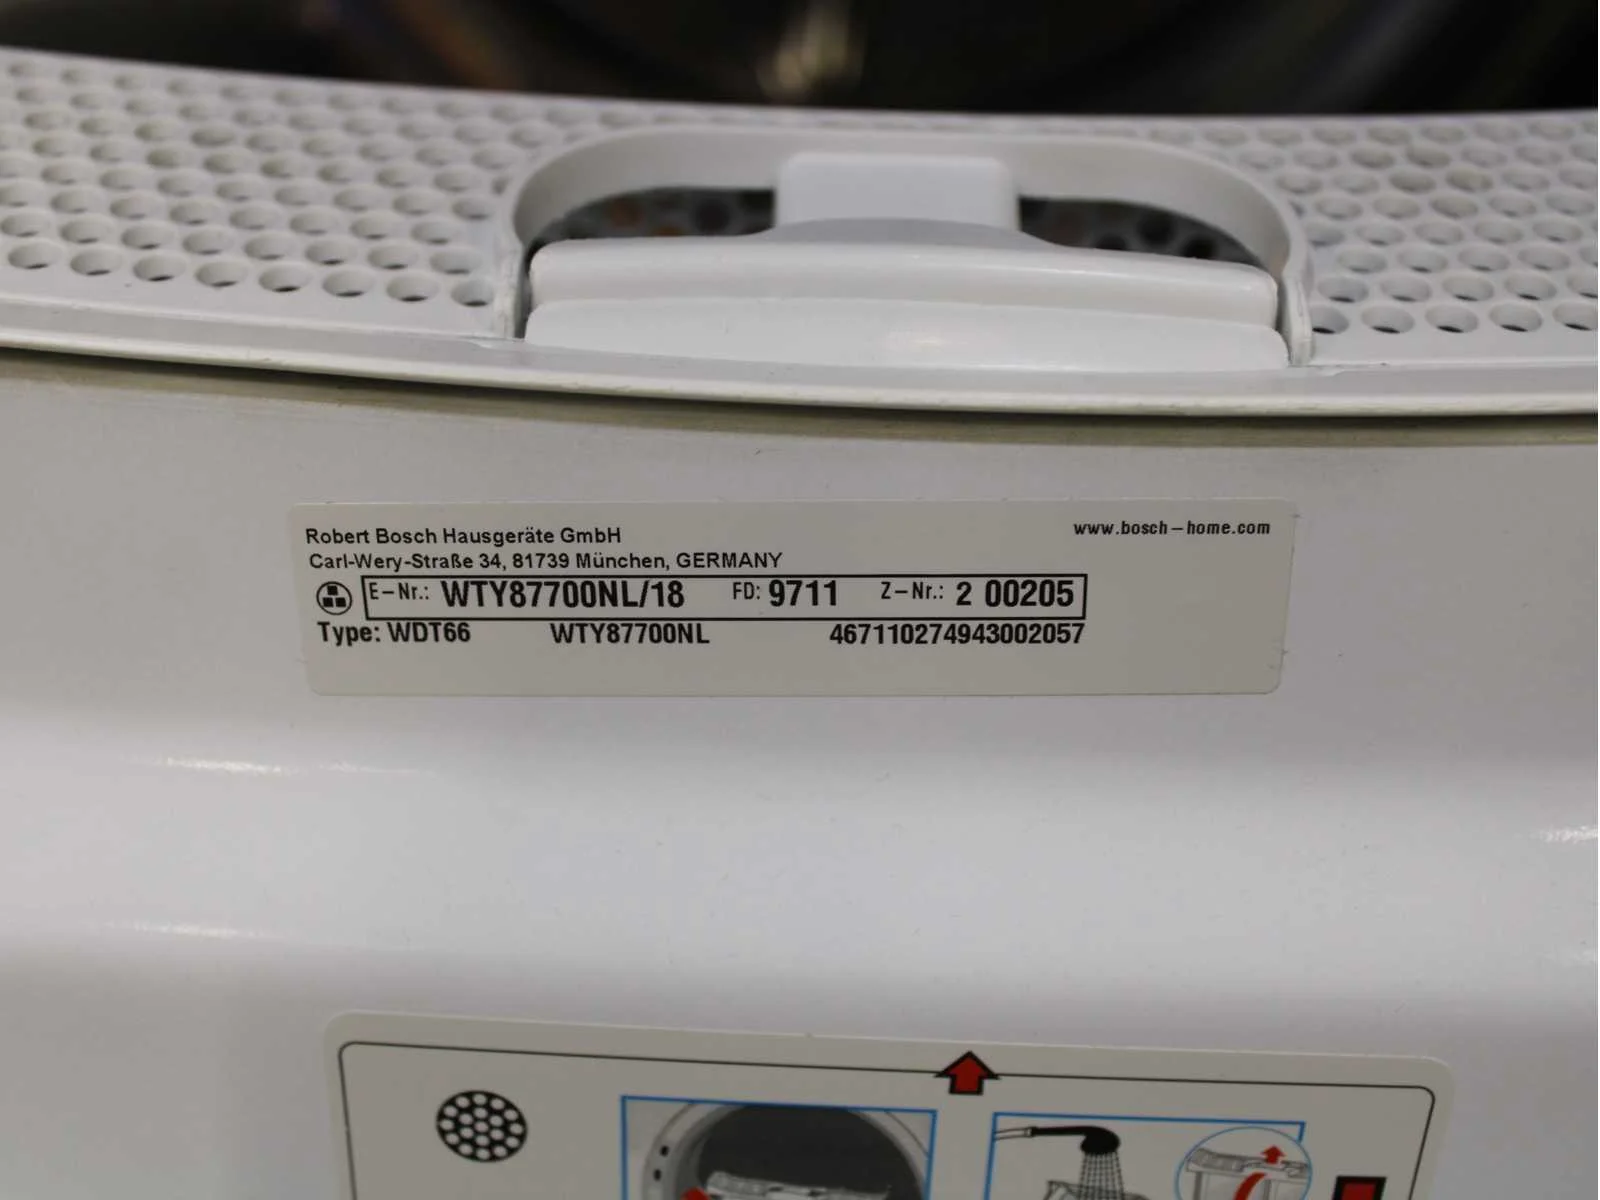 Robert Bosch Hausgeräte GmbH
www.bosch-home.com
Carl-Wery-Straße 34, 81739 München, GERMANY
E-Nr.: WTY87700NL/18 FD: 9711 Z-Nr.: 2 00205
Type: WDT66 WTY87700NL 467110274943002057